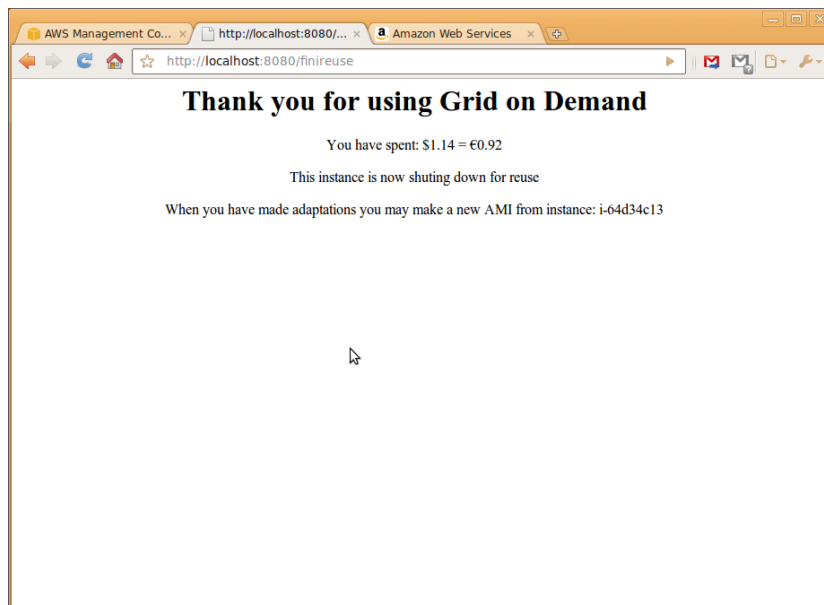 AWS Management Co...
http://localhost:8080/...
Amazon Web Services
http://localhost:8080/finireuse
Thank you for using Grid on Demand
You have spent: $1.14 = €0.92
This instance is now shutting down for reuse
When you have made adaptations you may make a new AMI from instance: i-64d34c13